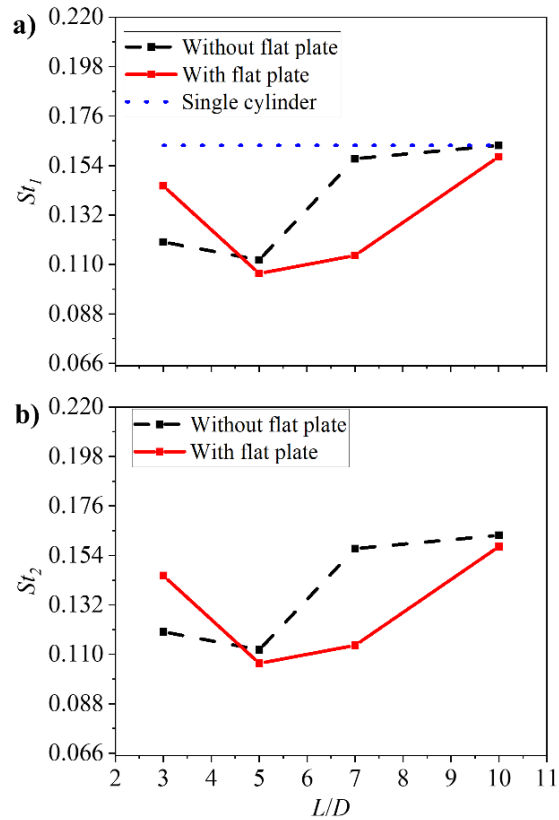 a)
0.220
0.198
0.176
0.154
0.132
0.110
0.088
0.066
St1
Without flat plate
With flat plate
Single cylinder
b)
0.220
0.198
0.176
0.154
0.132
0.110
0.088
0.066
St2
Without flat plate
With flat plate
2 3 4 5 6 7 8 9 10 11
L/D